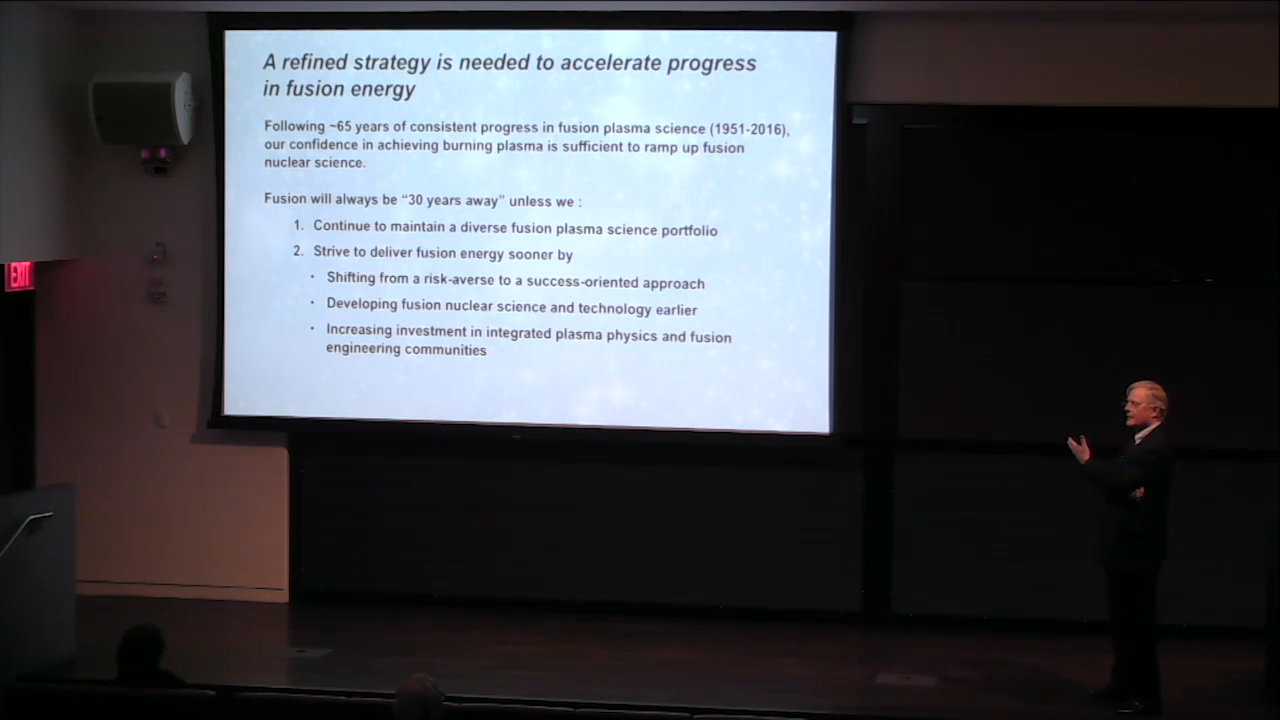 A refined strategy is needed to accelerate progress
in fusion energy
Following ~65 years of consistent progress in fusion plasma science (1951-2016),
our confidence in achieving burning plasma is sufficient to ramp up fusion
nuclear science.
Fusion will always be “30 years away” unless we :
1. Continue to maintain a diverse fusion plasma science portfolio
2. Strive to deliver fusion energy sooner by
· Shifting from a risk-averse to a success-oriented approach
· Developing fusion nuclear science and technology earlier
· Increasing investment in integrated plasma physics and fusion
engineering communities
EXIT